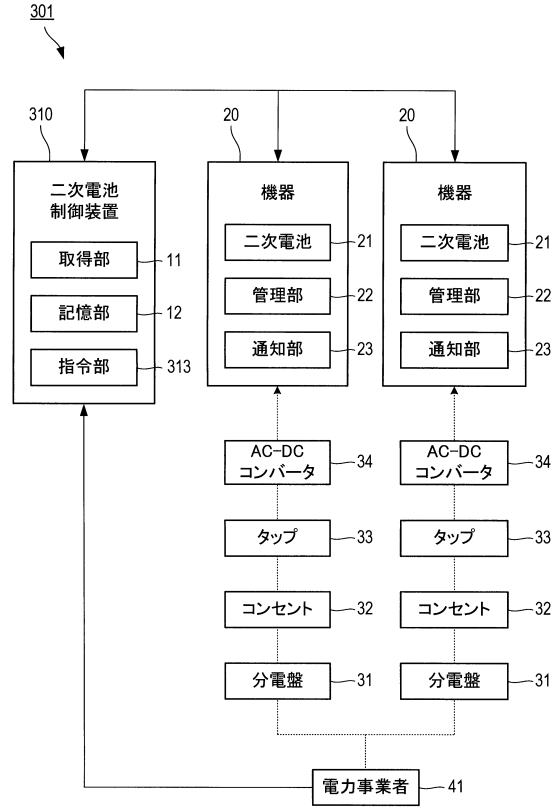 301
310
二次電池
制御装置
取得部 11
記憶部 12
指令部 313
20
機器
二次電池 21
管理部 22
通知部 23
20
機器
二次電池 21
管理部 22
通知部 23
AC-DC
コンバータ 34
タップ 33
コンセント 32
分電盤 31
AC-DC
コンバータ 34
タップ 33
コンセント 32
分電盤 31
電力事業者 41